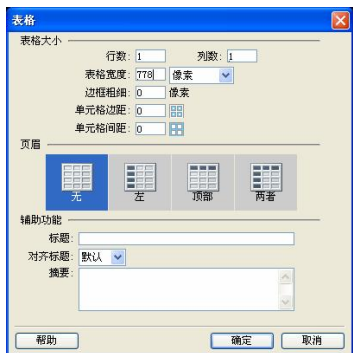 表格
表格大小
行数: 1 列数: 1
表格宽度: 778 像素
边框粗细: 0 像素
单元格边距: 0
单元格间距: 0
页眉
无 左 顶部 两者
辅助功能
标题:
对齐标题: 默认
摘要:
帮助 确定 取消